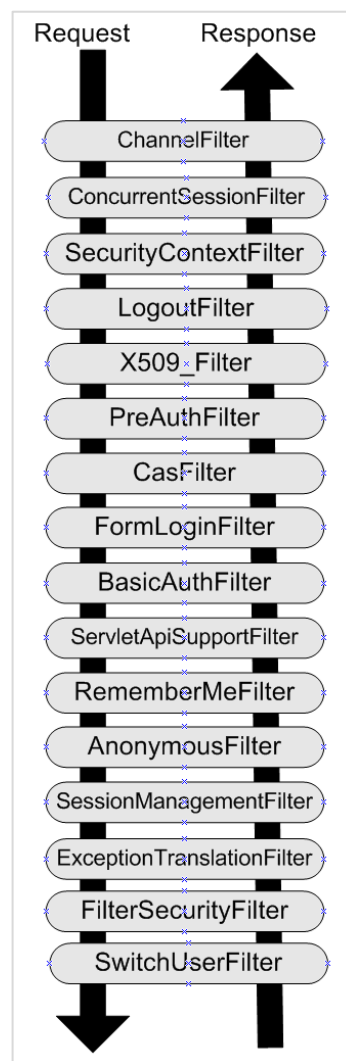 Request Response
ChannelFilter
ConcurrentSessionFilter
SecurityContextFilter
LogoutFilter
X509_Filter
PreAuthFilter
CasFilter
FormLoginFilter
BasicAuthFilter
ServletApiSupportFilter
RememberMeFilter
AnonymousFilter
SessionManagementFilter
ExceptionTranslationFilter
FilterSecurityFilter
SwitchUserFilter